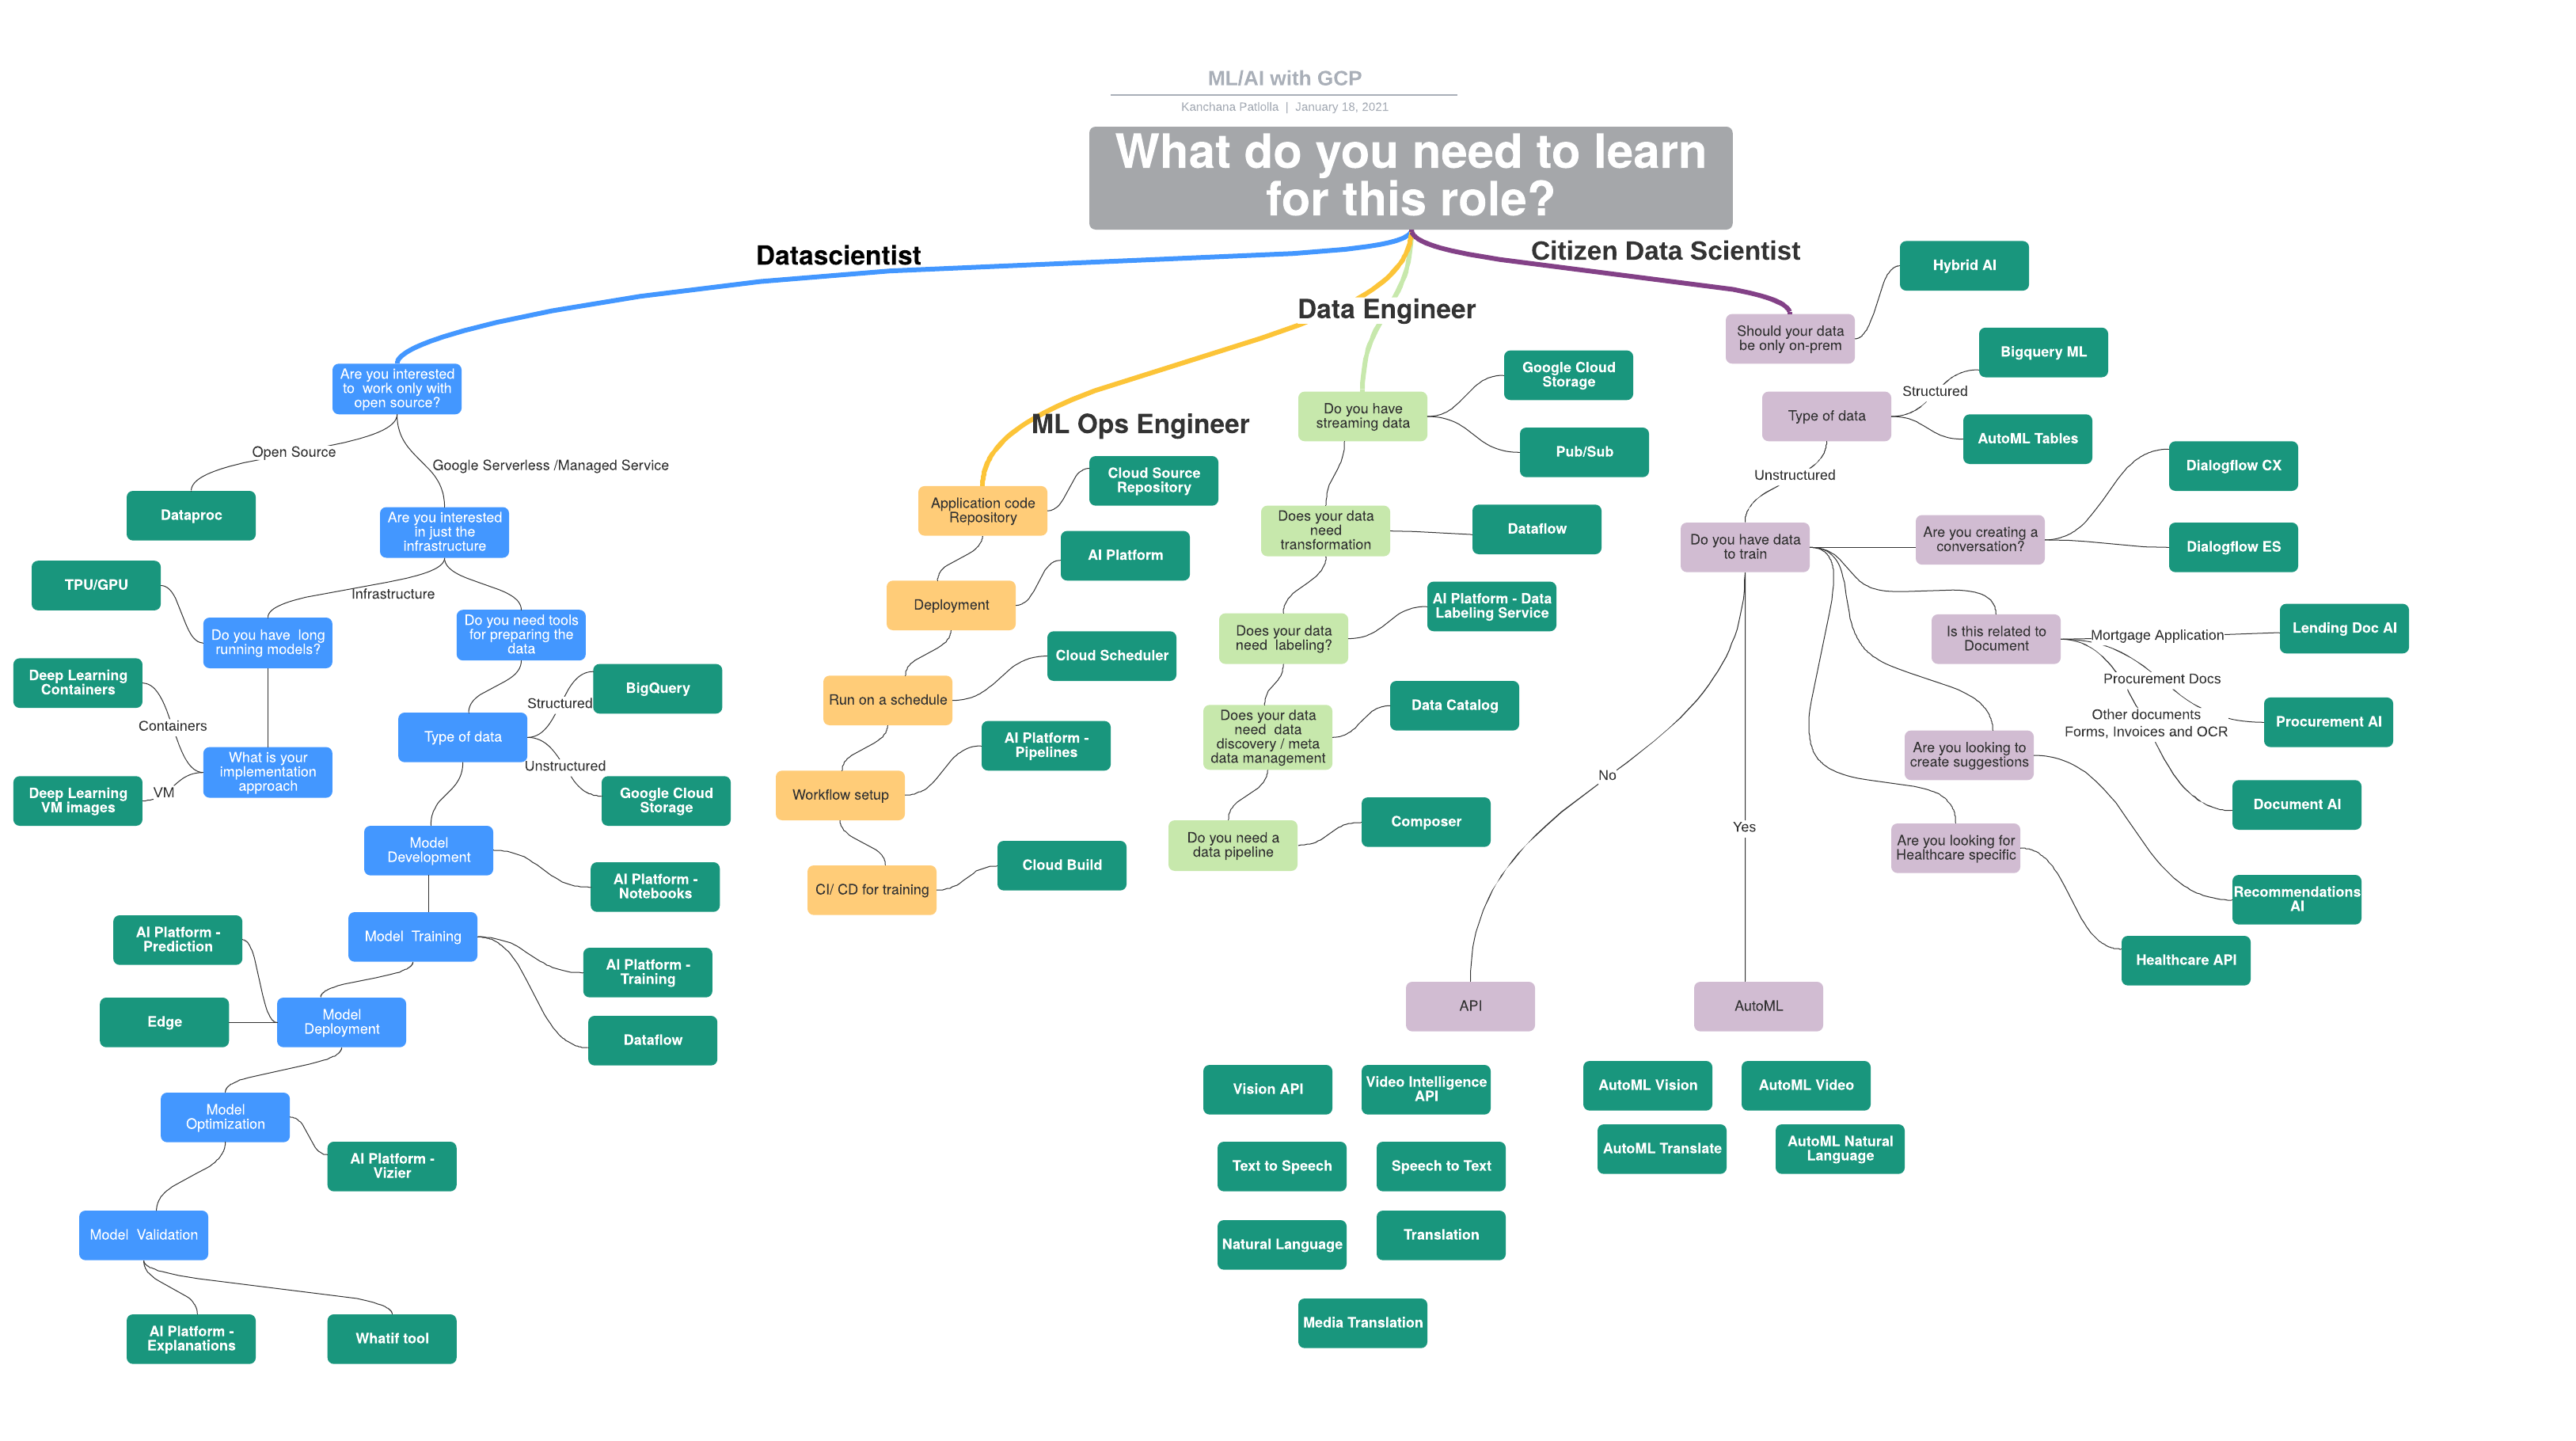 ML/AI with GCP
Kanchana Patlolla | January 18, 2021
What do you need to learn
for this role?
Datascientist
Citizen Data Scientist
Data Engineer
ML Ops Engineer
Are you interested
to work only with
open source?
Open Source
Google Serverless /Managed Service
Dataproc
Are you interested
in just the
infrastructure
Infrastructure
TPU/GPU
Do you have long
running models?
Do you need tools
for preparing the
data
Deep Learning
Containers
Containers
Deep Learning
VM images
VM
What is your
implementation
approach
Type of data
Structured
BigQuery
Unstructured
Google Cloud
Storage
Model
Development
AI Platform -
Notebooks
Model Training
AI Platform -
Training
Dataflow
AI Platform -
Prediction
Edge
Model
Deployment
Model
Optimization
AI Platform -
Vizier
Model Validation
AI Platform -
Explanations
Whatif tool
Application code
Repository
Cloud Source
Repository
Deployment
AI Platform
Run on a schedule
Cloud Scheduler
Workflow setup
AI Platform -
Pipelines
CI/ CD for training
Cloud Build
Do you have
streaming data
Google Cloud
Storage
Pub/Sub
Does your data
need
transformation
Dataflow
Does your data
need labeling?
AI Platform - Data
Labeling Service
Does your data
need data
discovery / meta
data management
Data Catalog
Do you need a
data pipeline
Composer
Should your data
be only on-prem
Hybrid AI
Type of data
Structured
Bigquery ML
AutoML Tables
Unstructured
Do you have data
to train
Are you creating a
conversation?
Dialogflow CX
Dialogflow ES
Is this related to
Document
Mortgage Application
Lending Doc AI
Procurement Docs
Procurement AI
Other documents
Forms, Invoices and OCR
Document AI
Are you looking to
create suggestions
Recommendations
AI
Are you looking for
Healthcare specific
Healthcare API
No
Yes
API
AutoML
Vision API
Video Intelligence
API
Text to Speech
Speech to Text
Natural Language
Translation
Media Translation
AutoML Vision
AutoML Video
AutoML Translate
AutoML Natural
Language